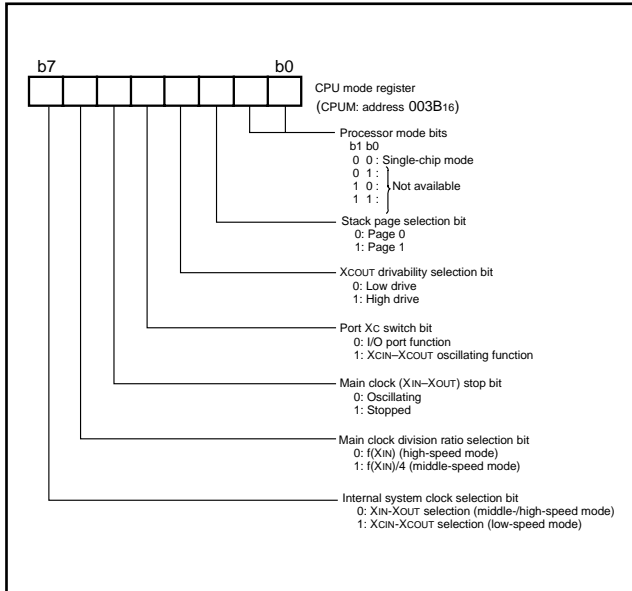 b7 b0
CPU mode register
(CPUM: address 003B16)
Processor mode bits
b1 b0
0 0 : Single-chip mode
0 1 :
1 0 : Not available
1 1 :
Stack page selection bit
0: Page 0
1: Page 1
XCOUT drivability selection bit
0: Low drive
1: High drive
Port XC switch bit
0: I/O port function
1: XCIN–XCOUT oscillating function
Main clock (XIN–XOUT) stop bit
0: Oscillating
1: Stopped
Main clock division ratio selection bit
0: f(XIN) (high-speed mode)
1: f(XIN)/4 (middle-speed mode)
Internal system clock selection bit
0: XIN-XOUT selection (middle-/high-speed mode)
1: XCIN-XCOUT selection (low-speed mode)